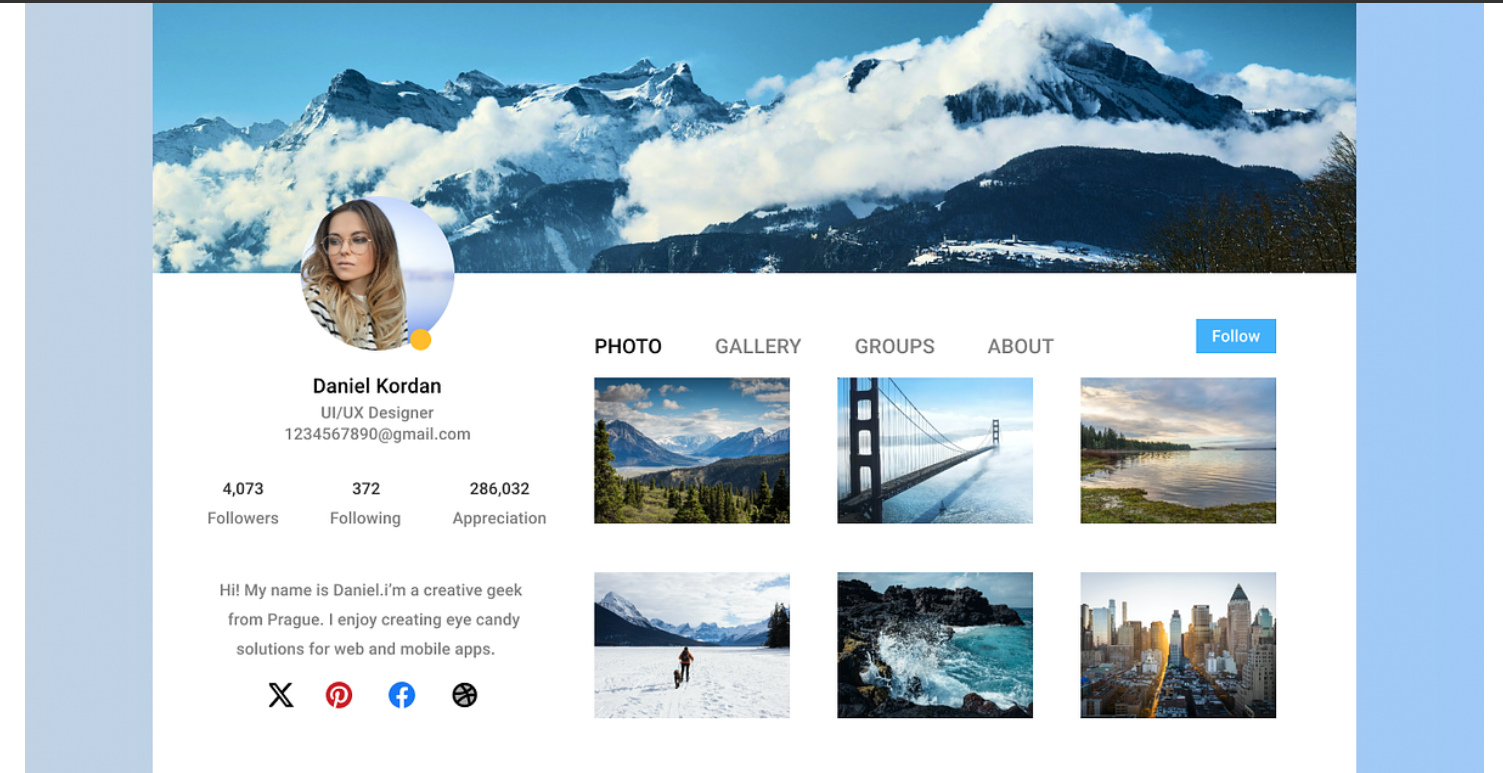 Daniel Kordan
UI/UX Designer
1234567890@gmail.com
4,073 372 286,032
Followers Following Appreciation
Hi! My name is Daniel.i'm a creative geek
from Prague. I enjoy creating eye candy
solutions for web and mobile apps.
PHOTO GALLERY GROUPS ABOUT
Follow